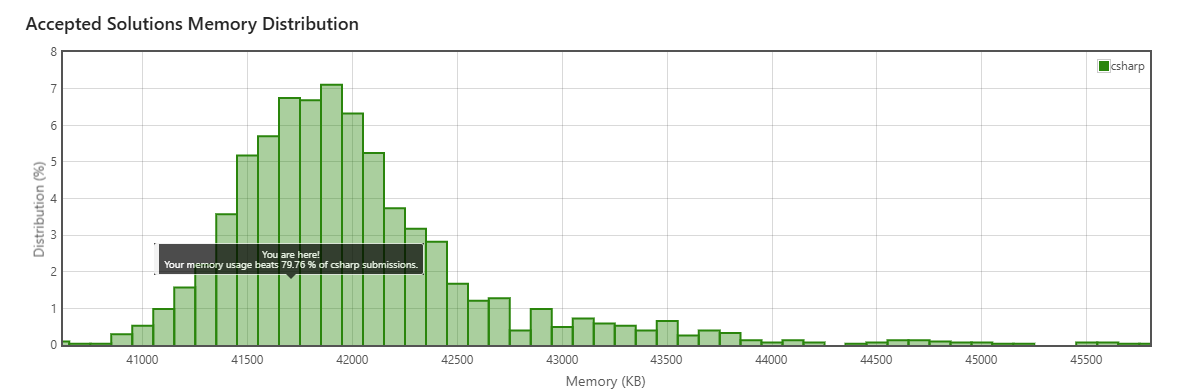 Accepted Solutions Memory Distribution
8
7
6
5
4
3
2
1
0
Distribution (%)
csharp
You are here!
Your memory usage beats 79.76 % of csharp submissions.
41000 41500 42000 42500 43000 43500 44000 44500 45000 45500
Memory (KB)